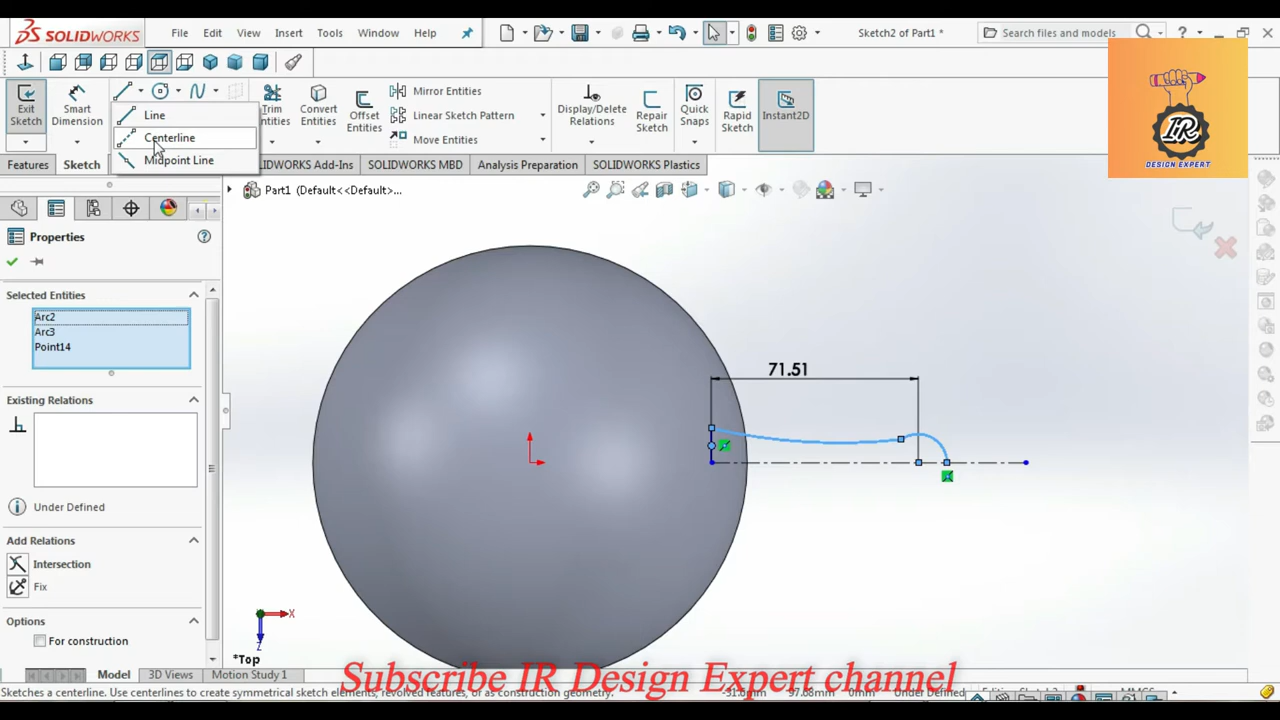 DS SOLIDWORKS File Edit View Insert Tools Window Help Sketch2 of Part1 * Search files and models ?
Exit Sketch
Smart Dimension
Line
Centerline
Midpoint Line
Trim Entities
Convert Entities
Offset Entities
Mirror Entities
Linear Sketch Pattern
Move Entities
Display/Delete Relations
Repair Sketch
Quick Snaps
Rapid Sketch
Instant2D
IR
DESIGN EXPERT
Features Sketch SOLIDWORKS Add-Ins SOLIDWORKS MBD Analysis Preparation SOLIDWORKS Plastics
Part1 (Default<<Default>...
Properties
Selected Entities
Arc2
Arc3
Point14
Existing Relations
Under Defined
Add Relations
Intersection
Fix
Options
For construction
71.51
X
Z
*Top
Model 3D Views Motion Study 1
Subscribe IR Design Expert channel
Sketches a centerline. Use centerlines to create symmetrical sketch elements, revolved features, or as construction geometry.